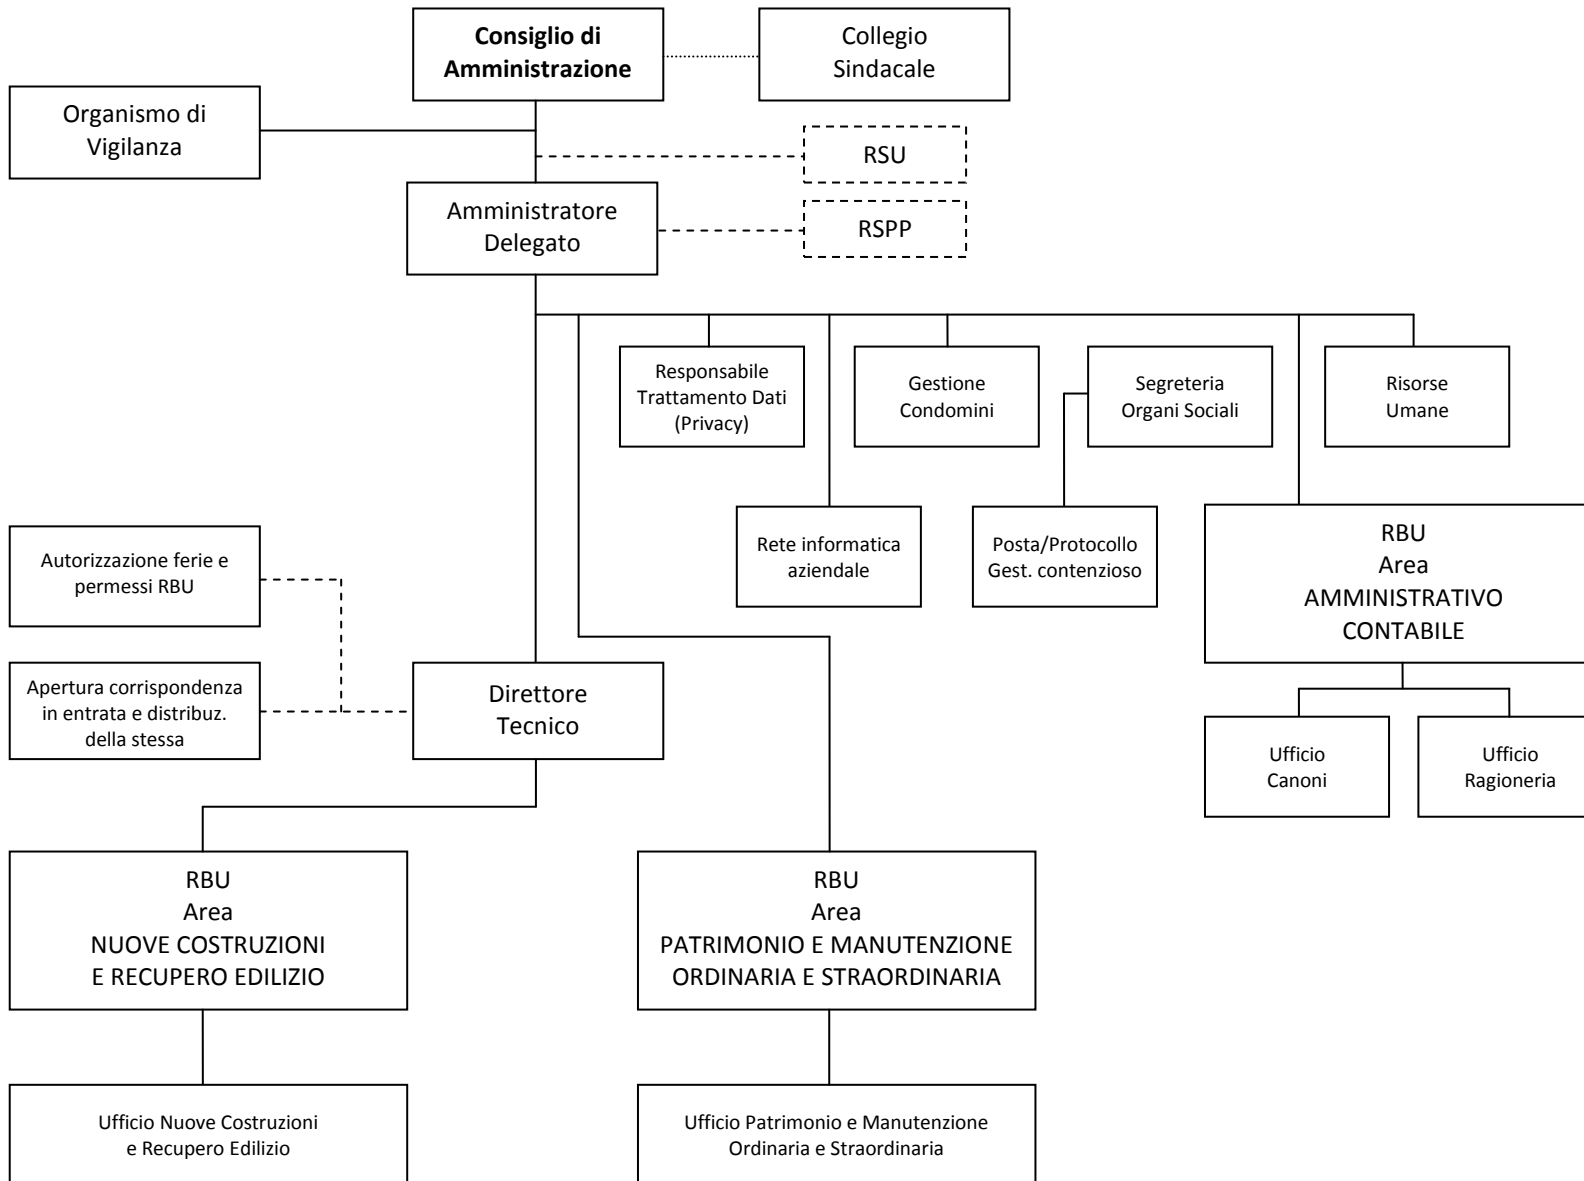 Consiglio di
Amministrazione
Collegio
Sindacale
Organismo di
Vigilanza
RSU
Amministratore
Delegato
RSPP
Responsabile
Trattamento Dati
(Privacy)
Gestione
Condomini
Segreteria
Organi Sociali
Risorse
Umane
Rete informatica
aziendale
Posta/Protocollo
Gest. contenzioso
RBU
Area
AMMINISTRATIVO
CONTABILE
Autorizzazione ferie e
permessi RBU
Apertura corrispondenza
in entrata e distribuz.
della stessa
Direttore
Tecnico
Ufficio
Canoni
Ufficio
Ragioneria
RBU
Area
NUOVE COSTRUZIONI
E RECUPERO EDILIZIO
RBU
Area
PATRIMONIO E MANUTENZIONE
ORDINARIA E STRAORDINARIA
Ufficio Nuove Costruzioni
e Recupero Edilizio
Ufficio Patrimonio e Manutenzione
Ordinaria e Straordinaria